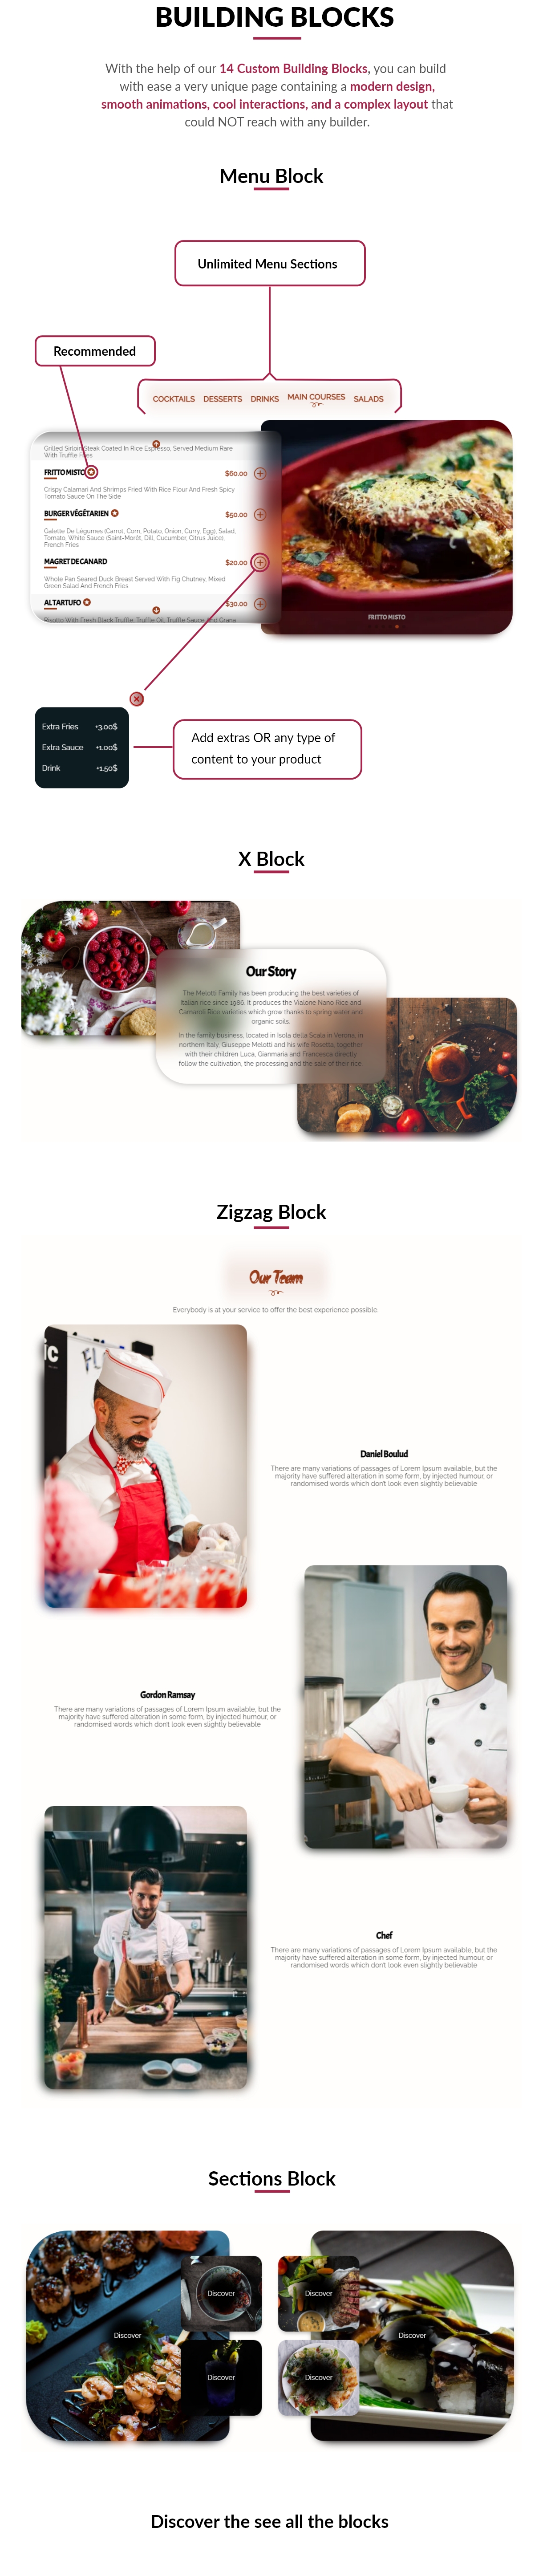 BUILDING BLOCKS
With the help of our 14 Custom Building Blocks, you can build
with ease a very unique page containing a modern design,
smooth animations, cool interactions, and a complex layout that
could NOT reach with any builder.
Menu Block
Unlimited Menu Sections
Recommended
COCKTAILS DESSERTS DRINKS MAIN COURSES SALADS
Grilled Sirloin Steak Coated In Rice Espresso, Served Medium Rare
With Truffle Fries
FRITTO MISTO $60.00
Crispy Calamari And Shrimps Fried With Rice Flour And Fresh Spicy
Tomato Sauce On The Side
BURGER VÉGÉTARIEN $50.00
Galette De Légumes (Carot, Corn, Potato, Onion, Curry, Egg), Salad,
Tomato, White Sauce (Saint-Morêt, Dill, Cucumber, Citrus Juice),
French Fries
MAGRET DE CANARD $20.00
Whole Pan Seared Duck Breast Served With Fig Chutney, Mixed
Green Salad And French Fries
AL TARTUFO $30.00
Risotto With Fresh Black Truffle, Truffle Oil, Truffle Sauce And Grana
FRITTO MISTO
Extra Fries +3.00$
Extra Sauce +1.00$
Drink +1.50$
Add extras OR any type of
content to your product
X Block
Our Story
The Melotti Family has been producing the best varieties of
Italian rice since 1986. It produces the Vialone Nano Rice and
Carnaroli Rice varieties which grow thanks to spring water and
organic soils.
In the family business, located in Isola della Scala in Verona, in
northern Italy, Giuseppe Melotti and his wife Rosetta, together
with their children Luca, Gianmaria and Francesca directly
follow the cultivation, the processing and the sale of their rice.
Zigzag Block
Our Team
Everybody is at your service to offer the best experience possible.
ic
Daniel Boulud
There are many variations of passages of Lorem Ipsum available, but the
majority have suffered alteration in some form, by injected humour, or
randomised words which don't look even slightly believable
Gordon Ramsay
There are many variations of passages of Lorem Ipsum available, but the
majority have suffered alteration in some form, by injected humour, or
randomised words which don't look even slightly believable
Chef
There are many variations of passages of Lorem Ipsum available, but the
majority have suffered alteration in some form, by injected humour, or
randomised words which don't look even slightly believable
Sections Block
Discover
Discover
Discover
Discover
Discover
Discover
Discover the see all the blocks